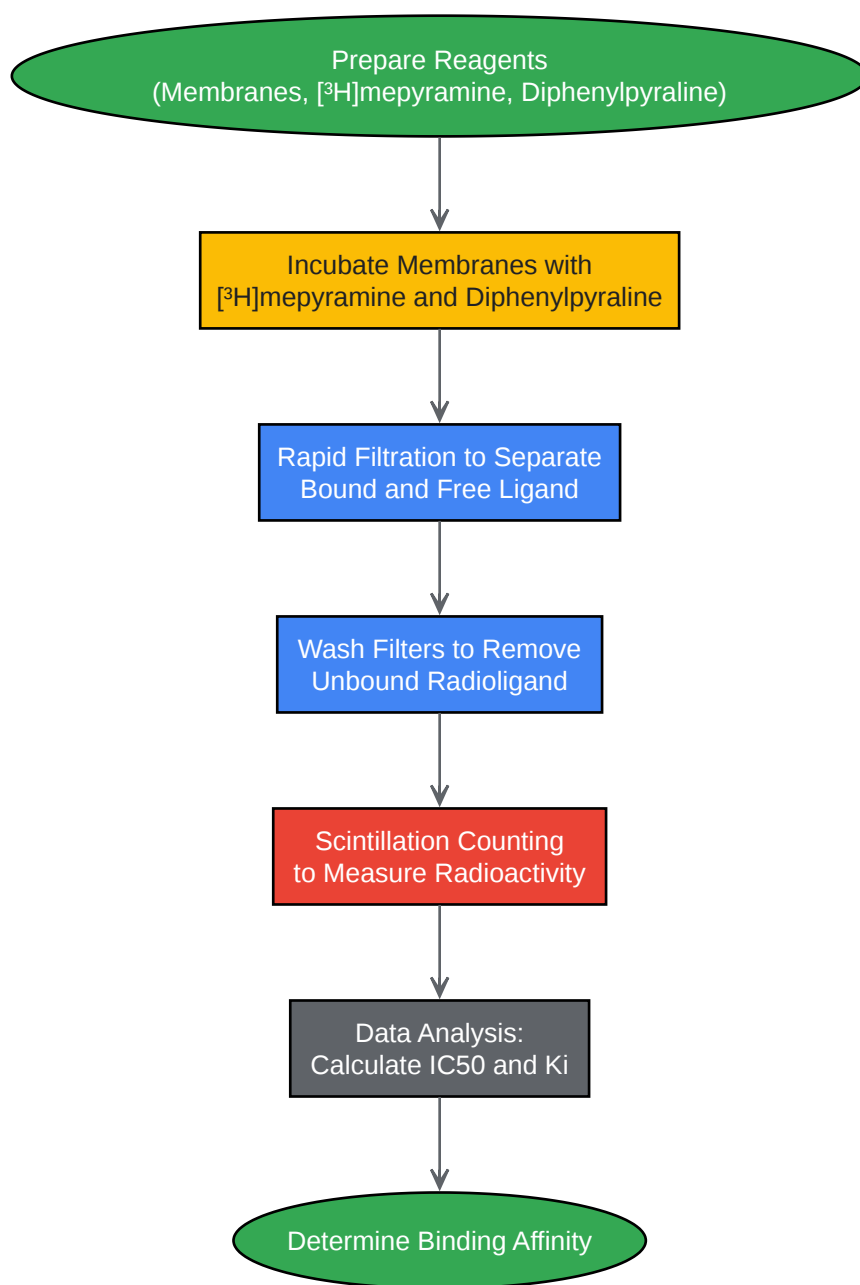 Prepare Reagents
(Membranes, [³H]mepyramine, Diphenylpyraline)
Incubate Membranes with
[³H]mepyramine and Diphenylpyraline
Rapid Filtration to Separate
Bound and Free Ligand
Wash Filters to Remove
Unbound Radioligand
Scintillation Counting
to Measure Radioactivity
Data Analysis:
Calculate IC50 and Ki
Determine Binding Affinity